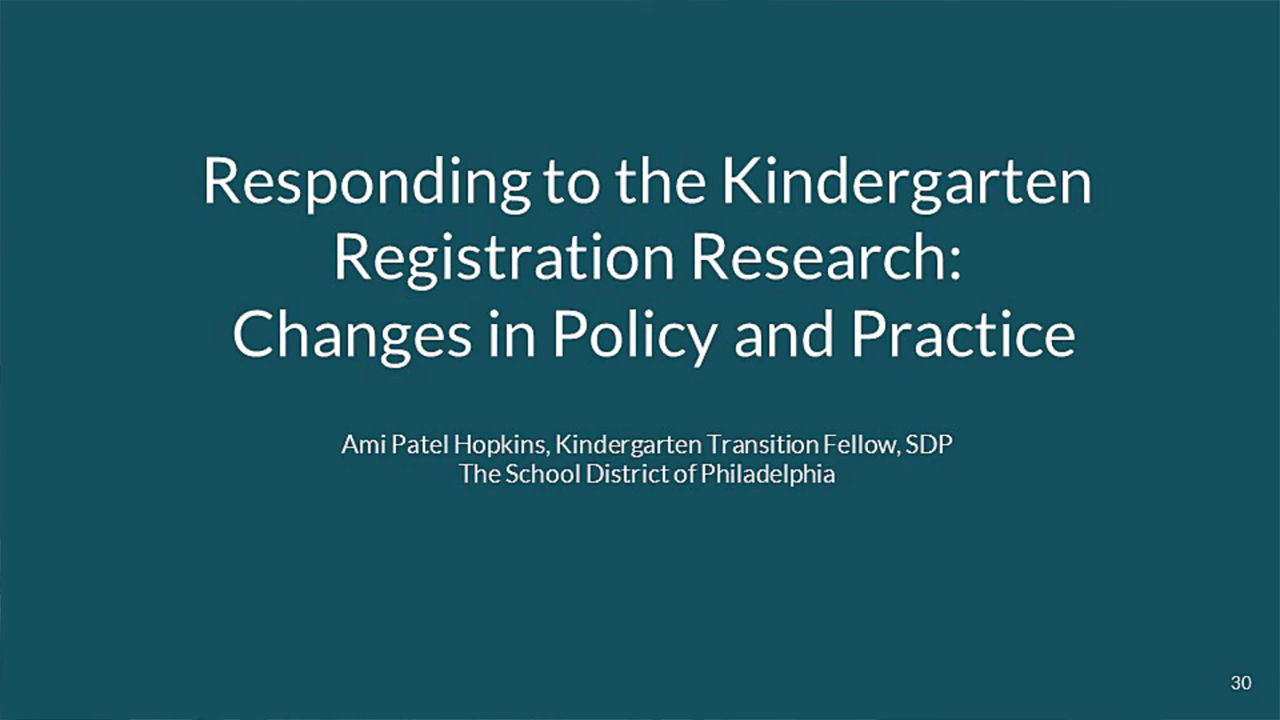 Responding to the Kindergarten
Registration Research:
Changes in Policy and Practice
Ami Patel Hopkins, Kindergarten Transition Fellow, SDP
The School District of Philadelphia
30